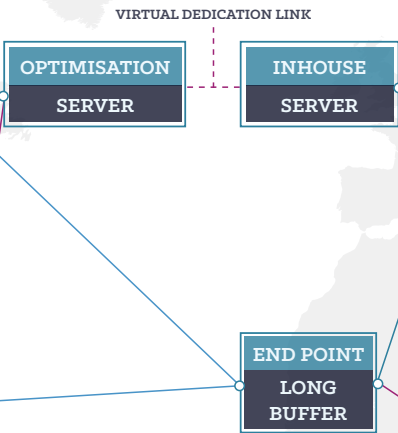 VIRTUAL DEDICATION LINK
OPTIMISATION
SERVER
INHOUSE
SERVER
END POINT
LONG
BUFFER